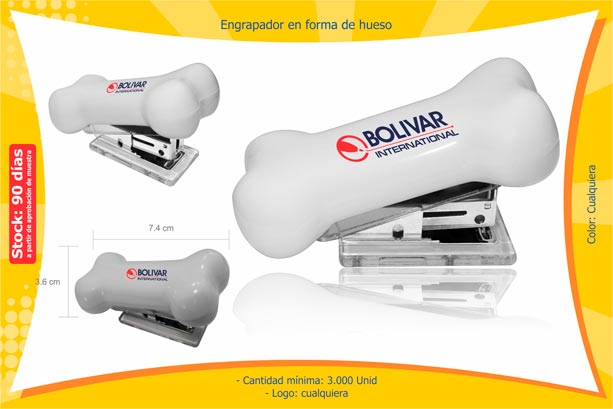 Engrapador en forma de hueso
BOLIVAR
INTERNATIONAL
BOLIVAR
INTERNATIONAL
Stock: 90 días
a partir de aprobación de muestra
Color: Cualquiera
7.4 cm
3.6 cm
BOLIVAR
INTERNATIONAL
- Cantidad mínima: 3.000 Unid
- Logo: cualquiera